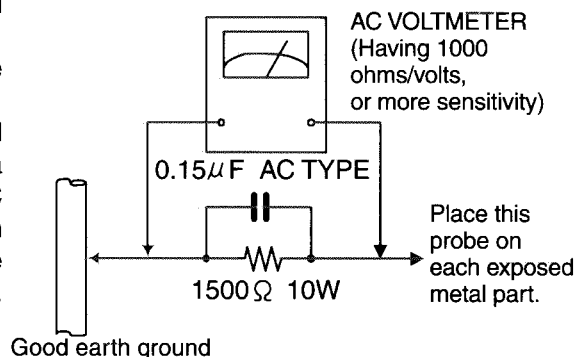 AC VOLTMETER
(Having 1000
ohms/volts,
or more sensitivity)
0.15μF AC TYPE
Place this
probe on
each exposed
metal part.
1500Ω 10W
Good earth ground